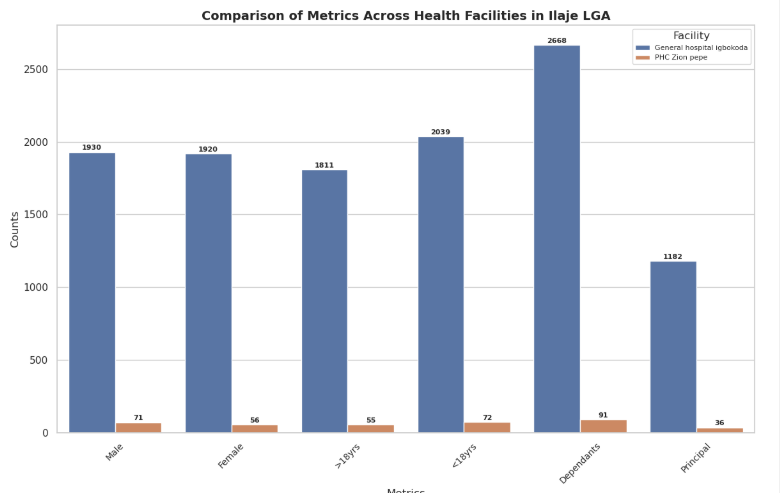 Comparison of Metrics Across Health Facilities in Ilaje LGA
Facility
General hospital igbokoda
PHC Zion pepe
Counts
2500
2000
1500
1000
500
0
1930
71
1920
56
1811
55
2039
72
2668
91
1182
36
Male
Female
>18yrs
<18yrs
Dependants
Principal
Metrics